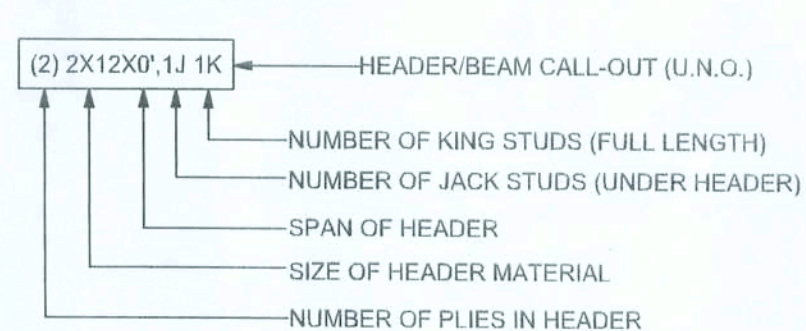 (2) 2X12X0',1J 1K
HEADER/BEAM CALL-OUT (U.N.O.)
NUMBER OF KING STUDS (FULL LENGTH)
NUMBER OF JACK STUDS (UNDER HEADER)
SPAN OF HEADER
SIZE OF HEADER MATERIAL
NUMBER OF PLIES IN HEADER